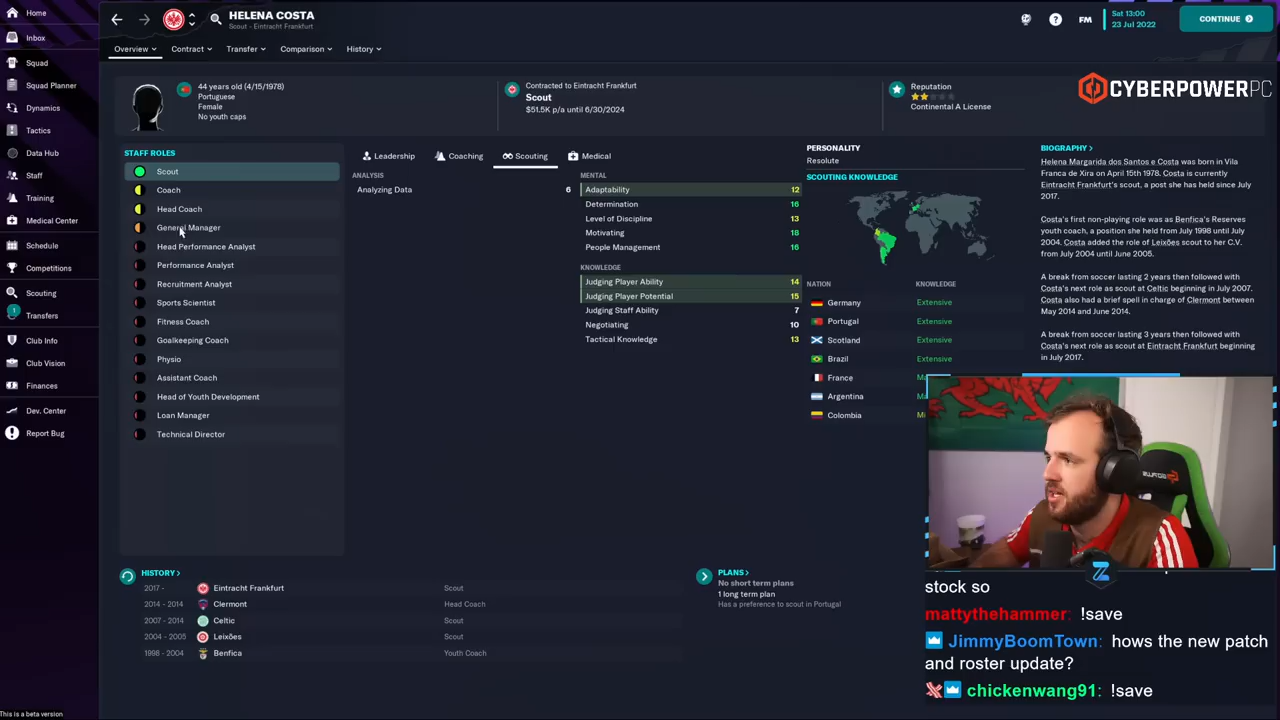 Home
Inbox
Squad
Squad Planner
Dynamics
Tactics
Data Hub
Staff
Training
Medical Center
Schedule
Competitions
Scouting
1
Transfers
Club Info
Club Vision
Finances
Dev. Center
Report Bug
This is a beta version
HELENA COSTA
Scout - Eintracht Frankfurt
FM
Sat 13:00
23 Jul 2022
CONTINUE
Overview
Contract
Transfer
Comparison
History
44 years old (4/15/1978)
Portuguese
Female
No youth caps
Contracted to Eintracht Frankfurt
Scout
$51.5K p/a until 6/30/2024
Reputation
Continental A License
CYBERPOWERPC
STAFF ROLES
Scout
Coach
Head Coach
General Manager
Head Performance Analyst
Performance Analyst
Recruitment Analyst
Sports Scientist
Fitness Coach
Goalkeeping Coach
Physio
Assistant Coach
Head of Youth Development
Loan Manager
Technical Director
Leadership
Coaching
Scouting
Medical
ANALYSIS
Analyzing Data 6
MENTAL
Adaptability 12
Determination 16
Level of Discipline 13
Motivating 18
People Management 16
KNOWLEDGE
Judging Player Ability 14
Judging Player Potential 15
Judging Staff Ability 7
Negotiating 10
Tactical Knowledge 13
PERSONALITY
Resolute
SCOUTING KNOWLEDGE
NATION KNOWLEDGE
Germany Extensive
Portugal Extensive
Scotland Extensive
Brazil Extensive
France
Argentina
Colombia
BIOGRAPHY >
Helena Margarida dos Santos e Costa was born in Vila
Franca de Xira on April 15th 1978. Costa is currently
Eintracht Frankfurt's scout, a post she has held since July
2017.
Costa's first non-playing role was as Benfica's Reserves
youth coach, a position she held from July 1998 until July
2004. Costa added the role of Leixões scout to her C.V.
from July 2004 until June 2005.
A break from soccer lasting 2 years then followed with
Costa's next role as scout at Celtic beginning in July 2007.
Costa also had a brief spell in charge of Clermont between
May 2014 and June 2014.
A break from soccer lasting 3 years then followed with
Costa's next role as scout at Eintracht Frankfurt beginning
in July 2017.
HISTORY >
2017 - Eintracht Frankfurt Scout
2014 - 2014 Clermont Head Coach
2007 - 2014 Celtic Scout
2004 - 2005 Leixões Scout
1998 - 2004 Benfica Youth Coach
PLANS >
No short term plans
1 long term plan
Has a preference to scout in Portugal
stock so
mattythehammer: !save
JimmyBoomTown: hows the new patch
and roster update?
chickenwang91: !save